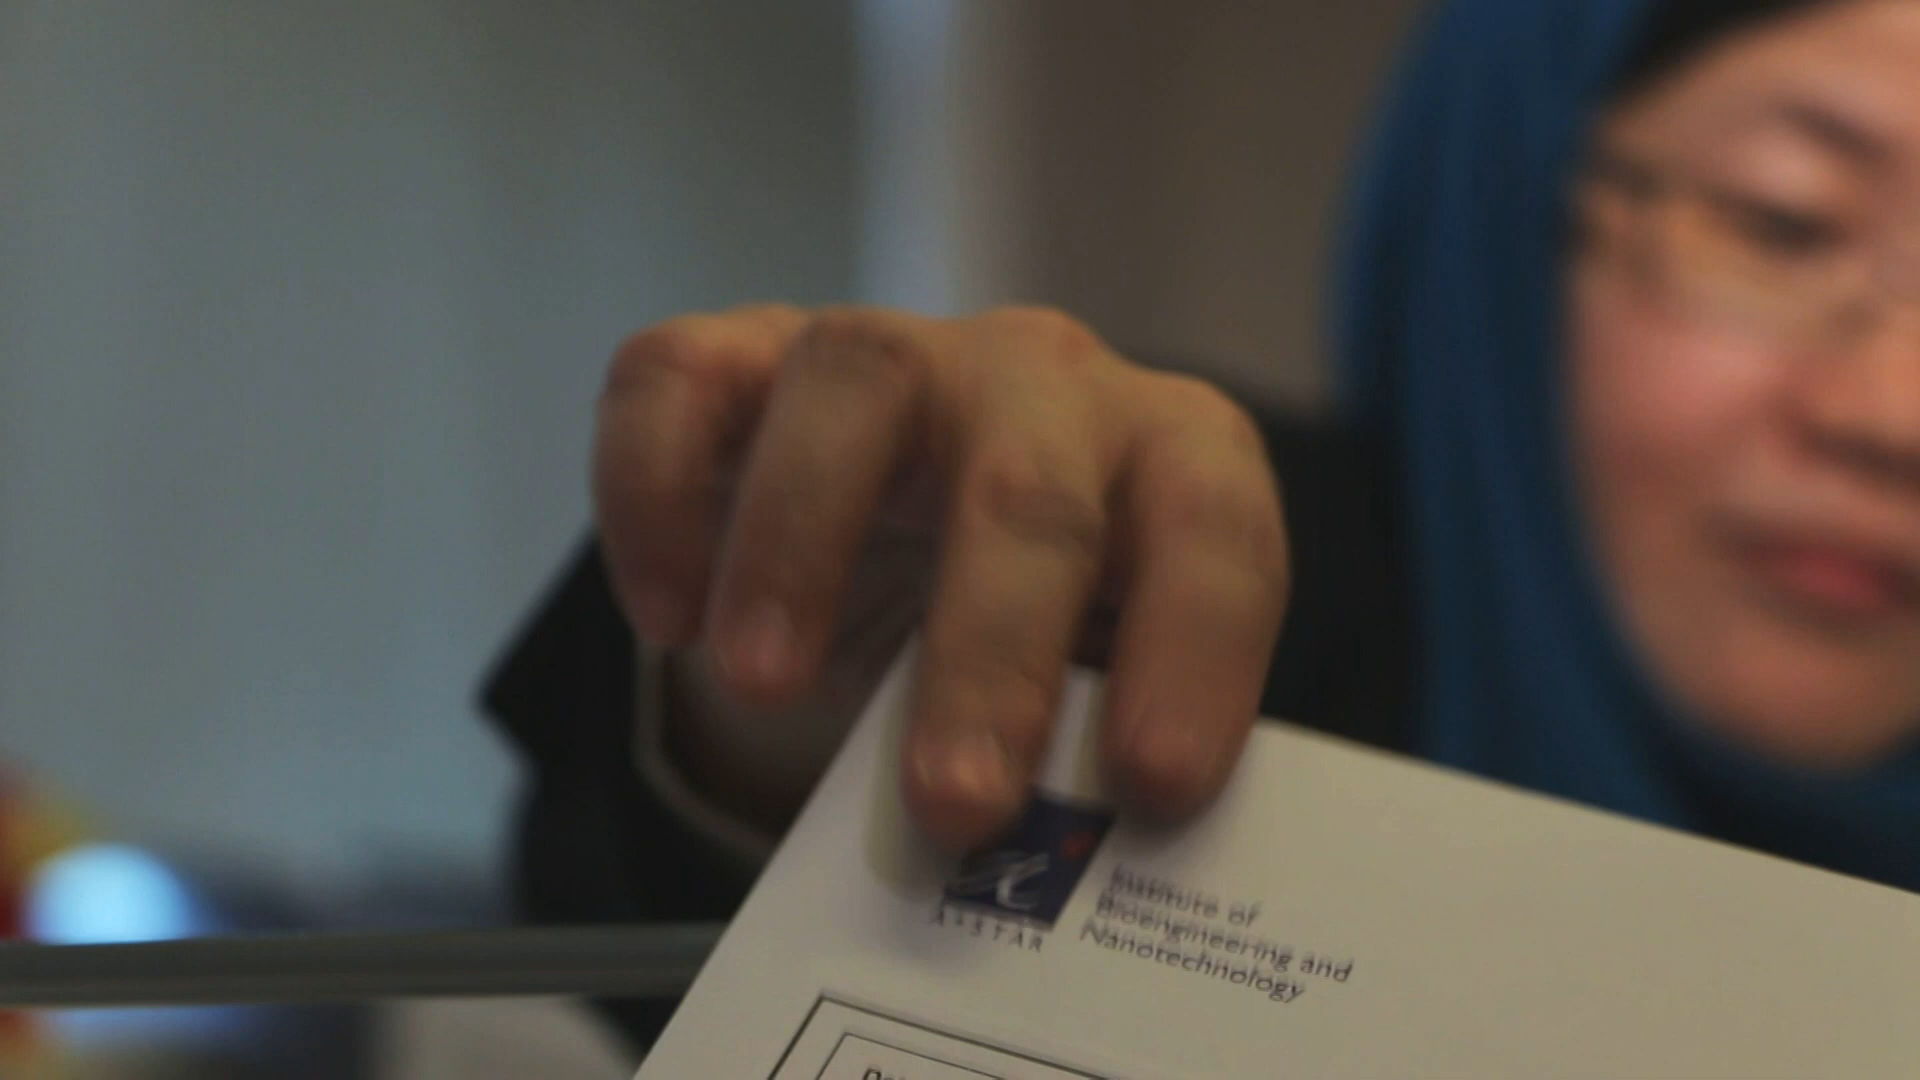 A*STAR
Institute of
Bioengineering and
Nanotechnology